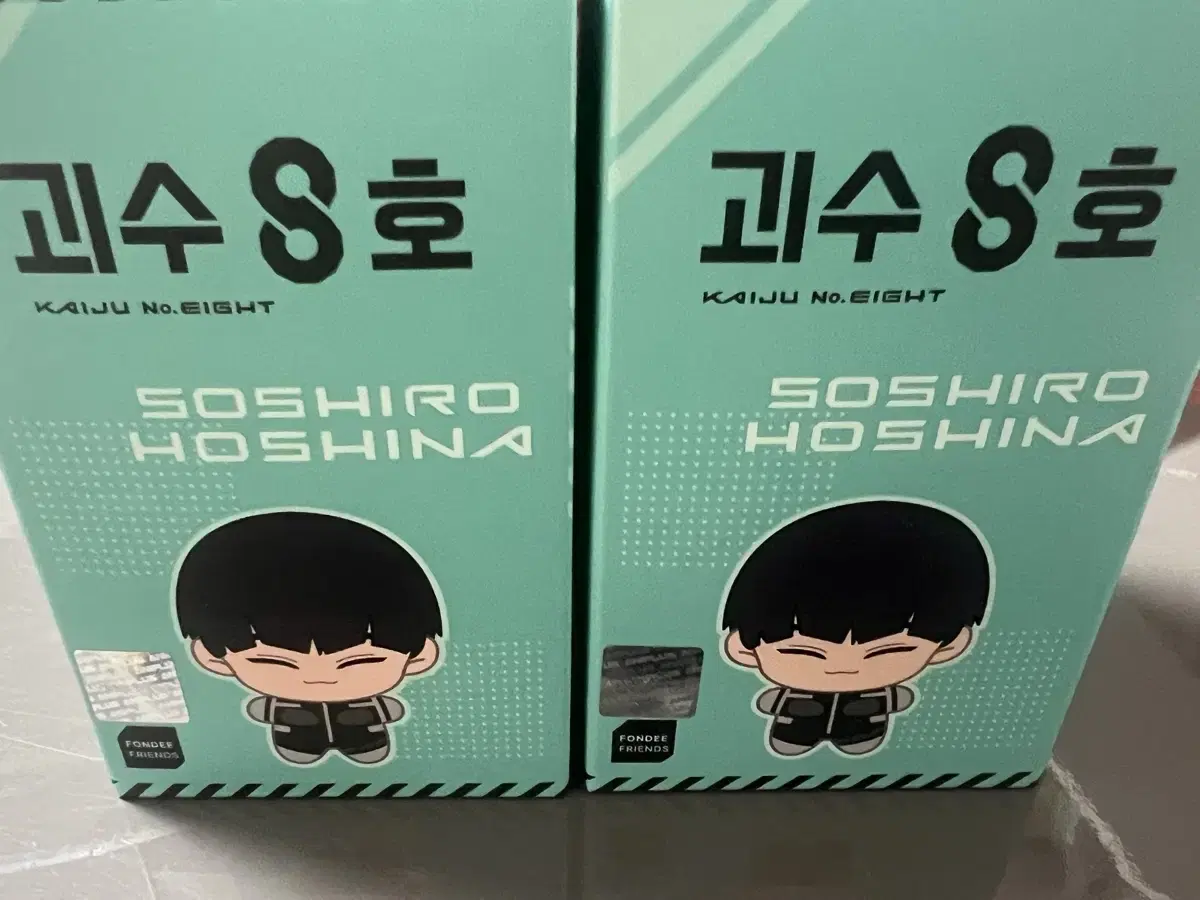 괴수8호
KAIJU No.EIGHT
SOSHIRO
HOSHINA
FONDEE
FRIENDS
괴수8호
KAIJU No.EIGHT
SOSHIRO
HOSHINA
FONDEE
FRIENDS